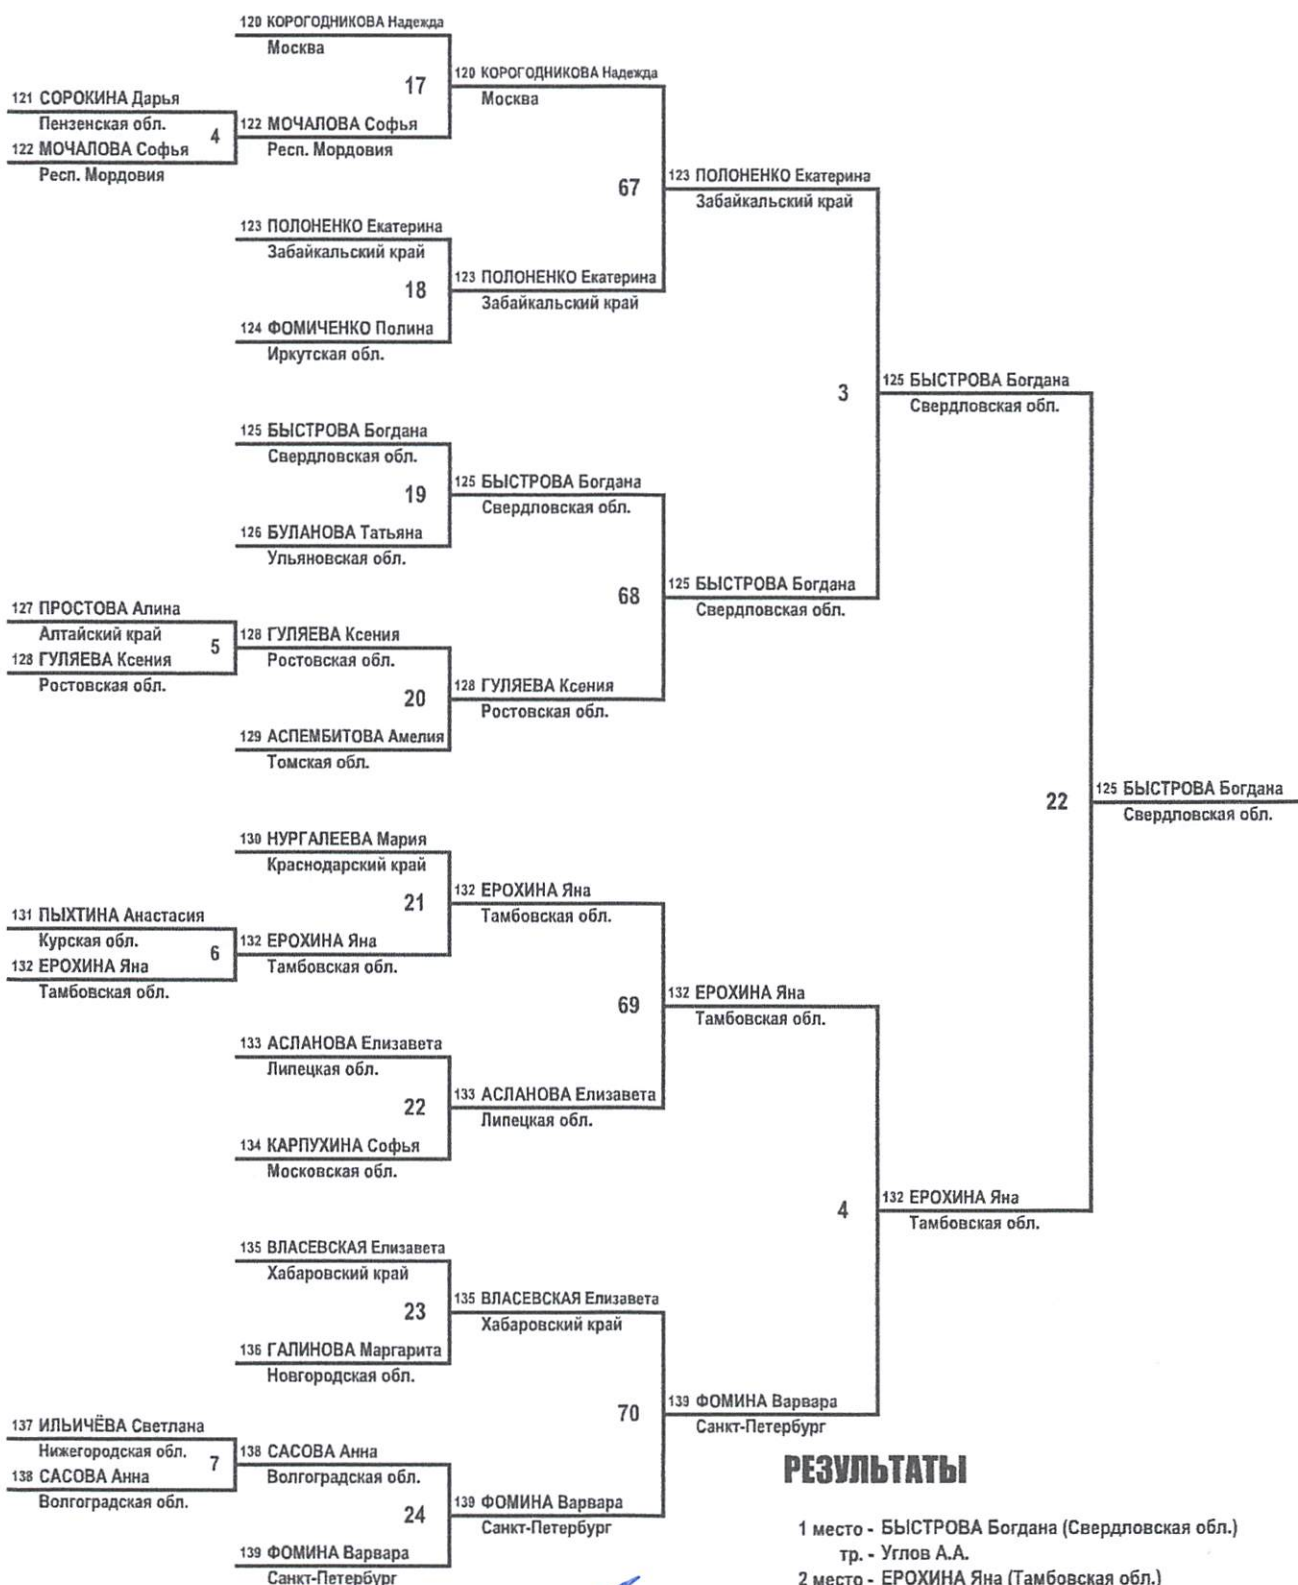 120 КОРОГОДНИКОВА Надежда
Москва
17
120 КОРОГОДНИКОВА Надежда
Москва
121 СОРОКИНА Дарья
Пензенская обл.
4
122 МОЧАЛОВА Софья
Респ. Мордовия
122 МОЧАЛОВА Софья
Респ. Мордовия
67
123 ПОЛОНЕНКО Екатерина
Забайкальский край
123 ПОЛОНЕНКО Екатерина
Забайкальский край
18
123 ПОЛОНЕНКО Екатерина
Забайкальский край
124 ФОМИЧЕНКО Полина
Иркутская обл.
3
125 БЫСТРОВА Богдана
Свердловская обл.
125 БЫСТРОВА Богдана
Свердловская обл.
19
125 БЫСТРОВА Богдана
Свердловская обл.
126 БУЛАНОВА Татьяна
Ульяновская обл.
68
125 БЫСТРОВА Богдана
Свердловская обл.
127 ПРОСТОВА Алина
Алтайский край
5
128 ГУЛЯЕВА Ксения
Ростовская обл.
128 ГУЛЯЕВА Ксения
Ростовская обл.
20
128 ГУЛЯЕВА Ксения
Ростовская обл.
129 АСПЕМБИТОВА Амелия
Томская обл.
22
125 БЫСТРОВА Богдана
Свердловская обл.
130 НУРГАЛЕЕВА Мария
Краснодарский край
21
132 ЕРОХИНА Яна
Тамбовская обл.
131 ПЫХТИНА Анастасия
Курская обл.
6
132 ЕРОХИНА Яна
Тамбовская обл.
132 ЕРОХИНА Яна
Тамбовская обл.
69
132 ЕРОХИНА Яна
Тамбовская обл.
133 АСЛАНОВА Елизавета
Липецкая обл.
22
133 АСЛАНОВА Елизавета
Липецкая обл.
134 КАРПУХИНА Софья
Московская обл.
4
132 ЕРОХИНА Яна
Тамбовская обл.
135 ВЛАСЕВСКАЯ Елизавета
Хабаровский край
23
135 ВЛАСЕВСКАЯ Елизавета
Хабаровский край
136 ГАЛИНОВА Маргарита
Новгородская обл.
70
139 ФОМИНА Варвара
Санкт-Петербург
137 ИЛЬИЧЁВА Светлана
Нижегородская обл.
7
138 САСОВА Анна
Волгоградская обл.
138 САСОВА Анна
Волгоградская обл.
24
139 ФОМИНА Варвара
Санкт-Петербург
139 ФОМИНА Варвара
Санкт-Петербург
РЕЗУЛЬТАТЫ
1 место - БЫСТРОВА Богдана (Свердловская обл.)
тр. - Углов А.А.
2 место - ЕРОХИНА Яна (Тамбовская обл.)